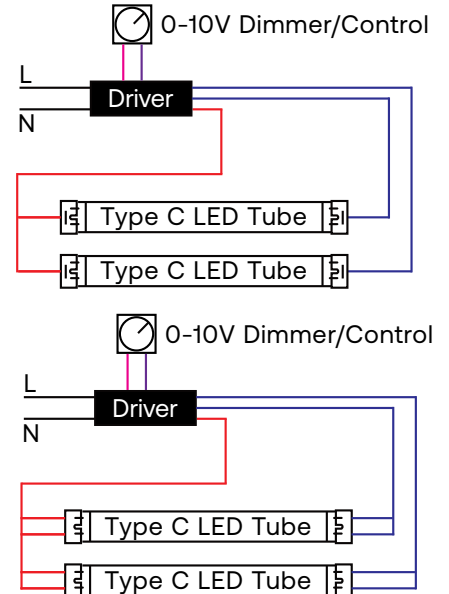 0-10V Dimmer/Control
L
Driver
N
Type C LED Tube
Type C LED Tube
0-10V Dimmer/Control
L
Driver
N
Type C LED Tube
Type C LED Tube